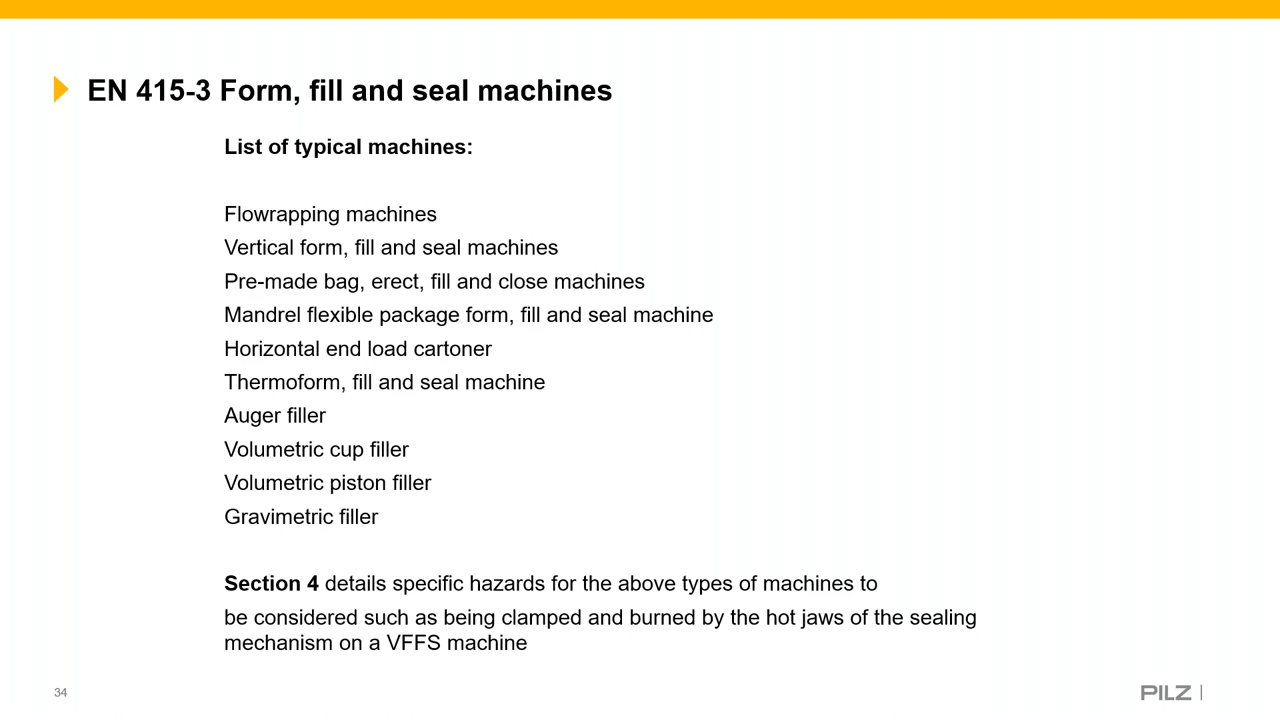 EN 415-3 Form, fill and seal machines
List of typical machines:
Flowrapping machines
Vertical form, fill and seal machines
Pre-made bag, erect, fill and close machines
Mandrel flexible package form, fill and seal machine
Horizontal end load cartoner
Thermoform, fill and seal machine
Auger filler
Volumetric cup filler
Volumetric piston filler
Gravimetric filler
Section 4 details specific hazards for the above types of machines to
be considered such as being clamped and burned by the hot jaws of the sealing
mechanism on a VFFS machine
34
PILZ